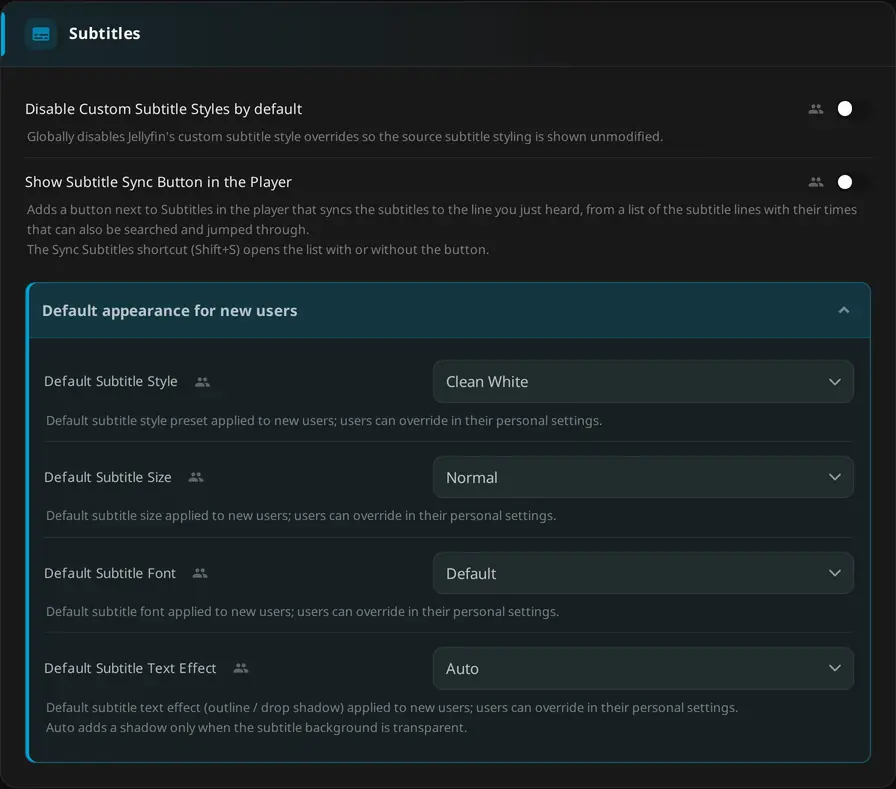 Subtitles
Disable Custom Subtitle Styles by default
Globally disables Jellyfin's custom subtitle style overrides so the source subtitle styling is shown unmodified.
Show Subtitle Sync Button in the Player
Adds a button next to Subtitles in the player that syncs the subtitles to the line you just heard, from a list of the subtitle lines with their times
that can also be searched and jumped through.
The Sync Subtitles shortcut (Shift+S) opens the list with or without the button.
Default appearance for new users
Default Subtitle Style
Clean White
Default subtitle style preset applied to new users; users can override in their personal settings.
Default Subtitle Size
Normal
Default subtitle size applied to new users; users can override in their personal settings.
Default Subtitle Font
Default
Default subtitle font applied to new users; users can override in their personal settings.
Default Subtitle Text Effect
Auto
Default subtitle text effect (outline / drop shadow) applied to new users; users can override in their personal settings.
Auto adds a shadow only when the subtitle background is transparent.